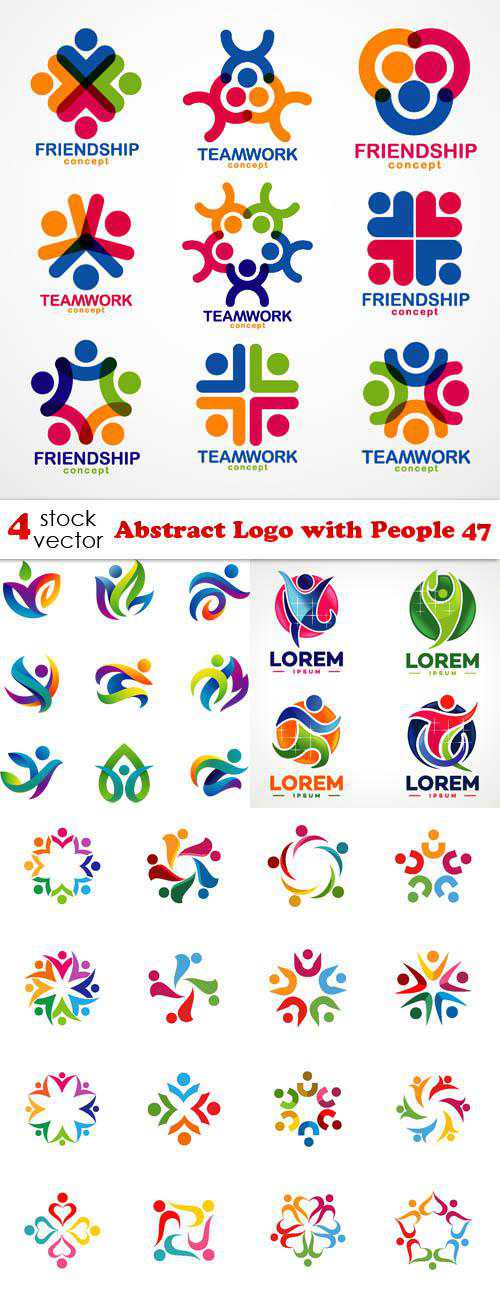 FRIENDSHIP
concept
TEAMWORK
concept
FRIENDSHIP
concept
TEAMWORK
concept
TEAMWORK
concept
FRIENDSHIP
concept
FRIENDSHIP
concept
TEAMWORK
concept
TEAMWORK
concept
4 stock
vector
Abstract Logo with People 47
LOREM
IPSUM
LOREM
IPSUM
LOREM
IPSUM
LOREM
IPSUM